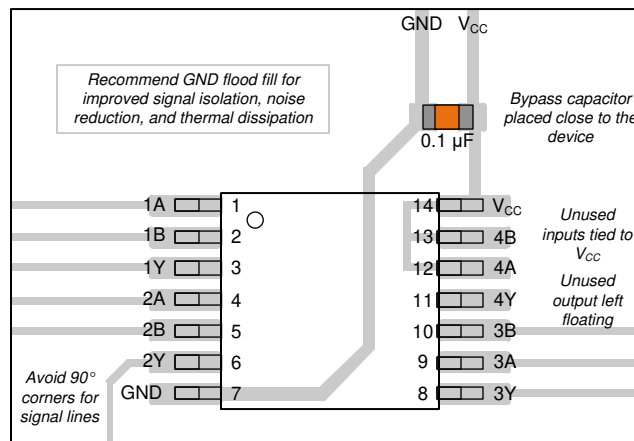 GND VCC
Recommend GND flood fill for
improved signal isolation, noise
reduction, and thermal dissipation
Bypass capacitor
placed close to the
device
0.1 µF
1A 1 14 VCC
1B 2 13 4B
1Y 3 12 4A
2A 4 11 4Y
2B 5 10 3B
2Y 6 9 3A
GND 7 8 3Y
Unused
inputs tied to
VCC
Unused
output left
floating
Avoid 90°
corners for
signal lines